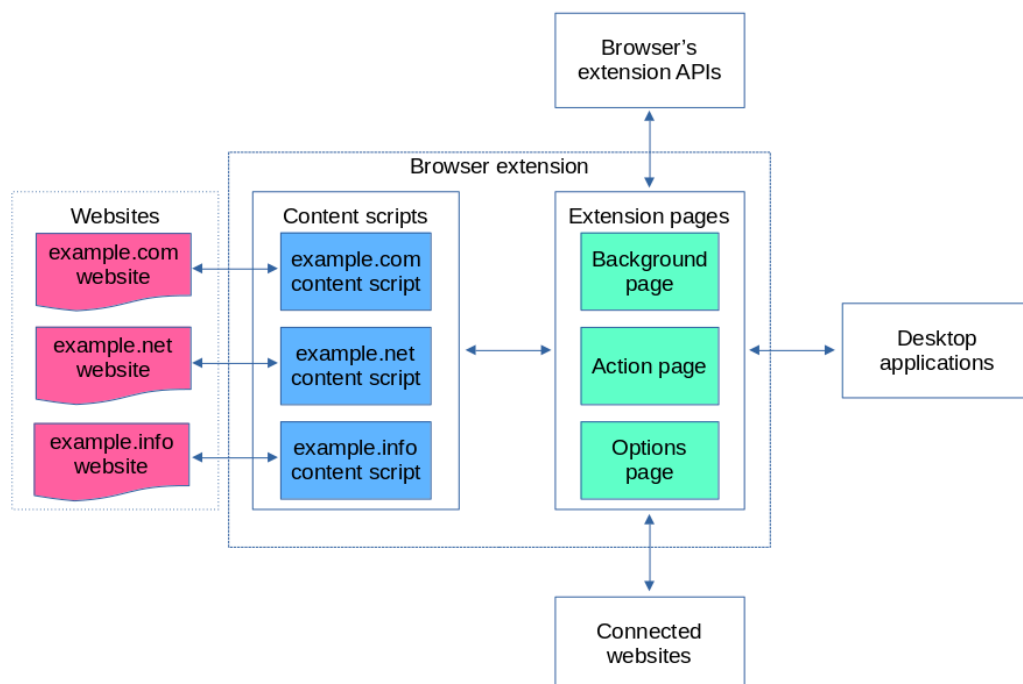 Browser’s
extension APIs
Browser extension
Websites
example.com
website
example.net
website
example.info
website
Content scripts
example.com
content script
example.net
content script
example.info
content script
Extension pages
Background
page
Action page
Options
page
Desktop
applications
Connected
websites